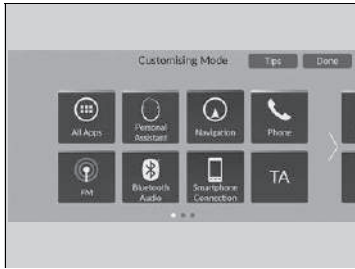 Customising Mode Tips Done
All Apps
Personal
Assistant
Navigation
Phone
FM
Bluetooth
Audio
Smartphone
Connection
TA